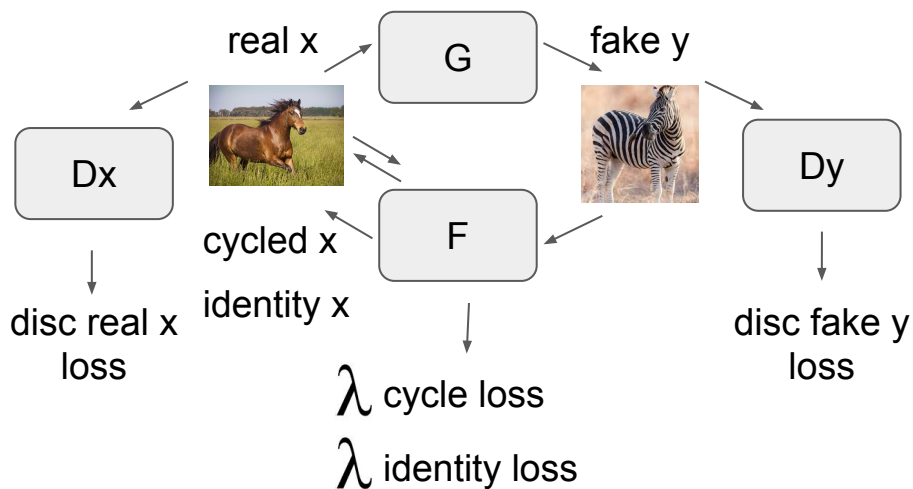 real x
G
fake y
Dx
Dy
F
cycled x
identity x
disc real x
loss
disc fake y
loss
λ cycle loss
λ identity loss